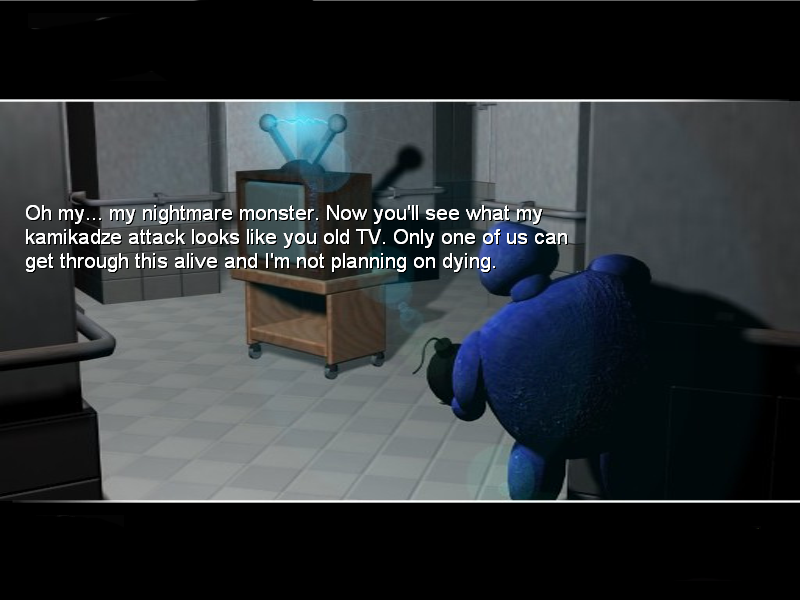 Oh my... my nightmare monster. Now you'll see what my
kamikadze attack looks like you old TV. Only one of us can
get through this alive and I'm not planning on dying.